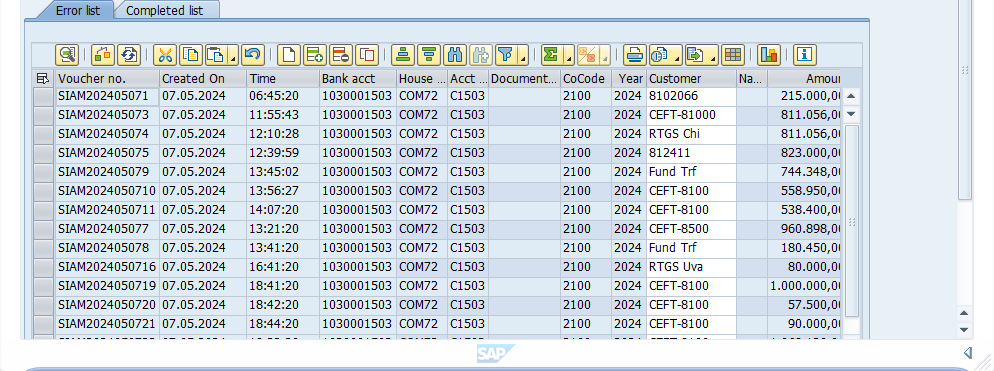 Error list Completed list
Voucher no. Created On Time Bank acct House ... Acct ... Document... CoCode Year Customer Na... Amou
SIAM202405071 07.05.2024 06:45:20 1030001503 COM72 C1503 2100 2024 8102066 215.000,0
SIAM202405073 07.05.2024 11:55:43 1030001503 COM72 C1503 2100 2024 CEFT-81000 811.056,0
SIAM202405074 07.05.2024 12:10:28 1030001503 COM72 C1503 2100 2024 RTGS Chi 811.056,0
SIAM202405075 07.05.2024 12:39:59 1030001503 COM72 C1503 2100 2024 812411 823.000,0
SIAM202405079 07.05.2024 13:45:02 1030001503 COM72 C1503 2100 2024 Fund Trf 744.348,0
SIAM2024050710 07.05.2024 13:56:27 1030001503 COM72 C1503 2100 2024 CEFT-8100 558.950,0
SIAM2024050711 07.05.2024 14:07:20 1030001503 COM72 C1503 2100 2024 CEFT-8100 538.400,0
SIAM202405077 07.05.2024 13:21:20 1030001503 COM72 C1503 2100 2024 CEFT-8500 960.898,0
SIAM202405078 07.05.2024 13:41:20 1030001503 COM72 C1503 2100 2024 Fund Trf 180.450,0
SIAM2024050716 07.05.2024 16:41:20 1030001503 COM72 C1503 2100 2024 RTGS Uva 80.000,0
SIAM2024050719 07.05.2024 18:41:20 1030001503 COM72 C1503 2100 2024 CEFT-8100 1.000.000,0
SIAM2024050720 07.05.2024 18:42:20 1030001503 COM72 C1503 2100 2024 CEFT-8100 57.500,0
SIAM2024050721 07.05.2024 18:44:20 1030001503 COM72 C1503 2100 2024 CEFT-8100 90.000,0
SAP